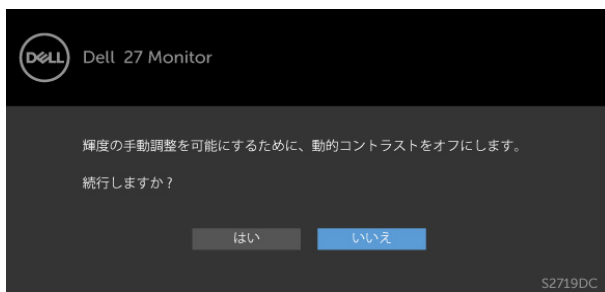 DELL
Dell 27 Monitor
輝度の手動調整を可能にするために、動的コントラストをオフにします。
続行しますか?
はい
いいえ
S2719DC